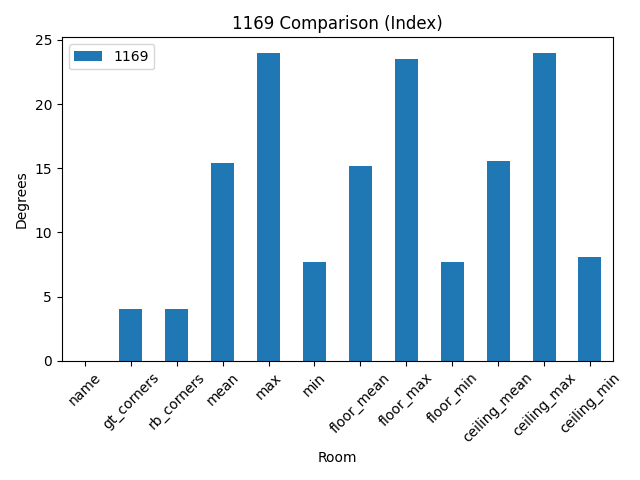 1169 Comparison (Index)
1169
25
20
15
10
5
0
Degrees
name
gt_corners
rb_corners
mean
max
min
floor_mean
floor_max
floor_min
ceiling_mean
ceiling_max
ceiling_min
Room